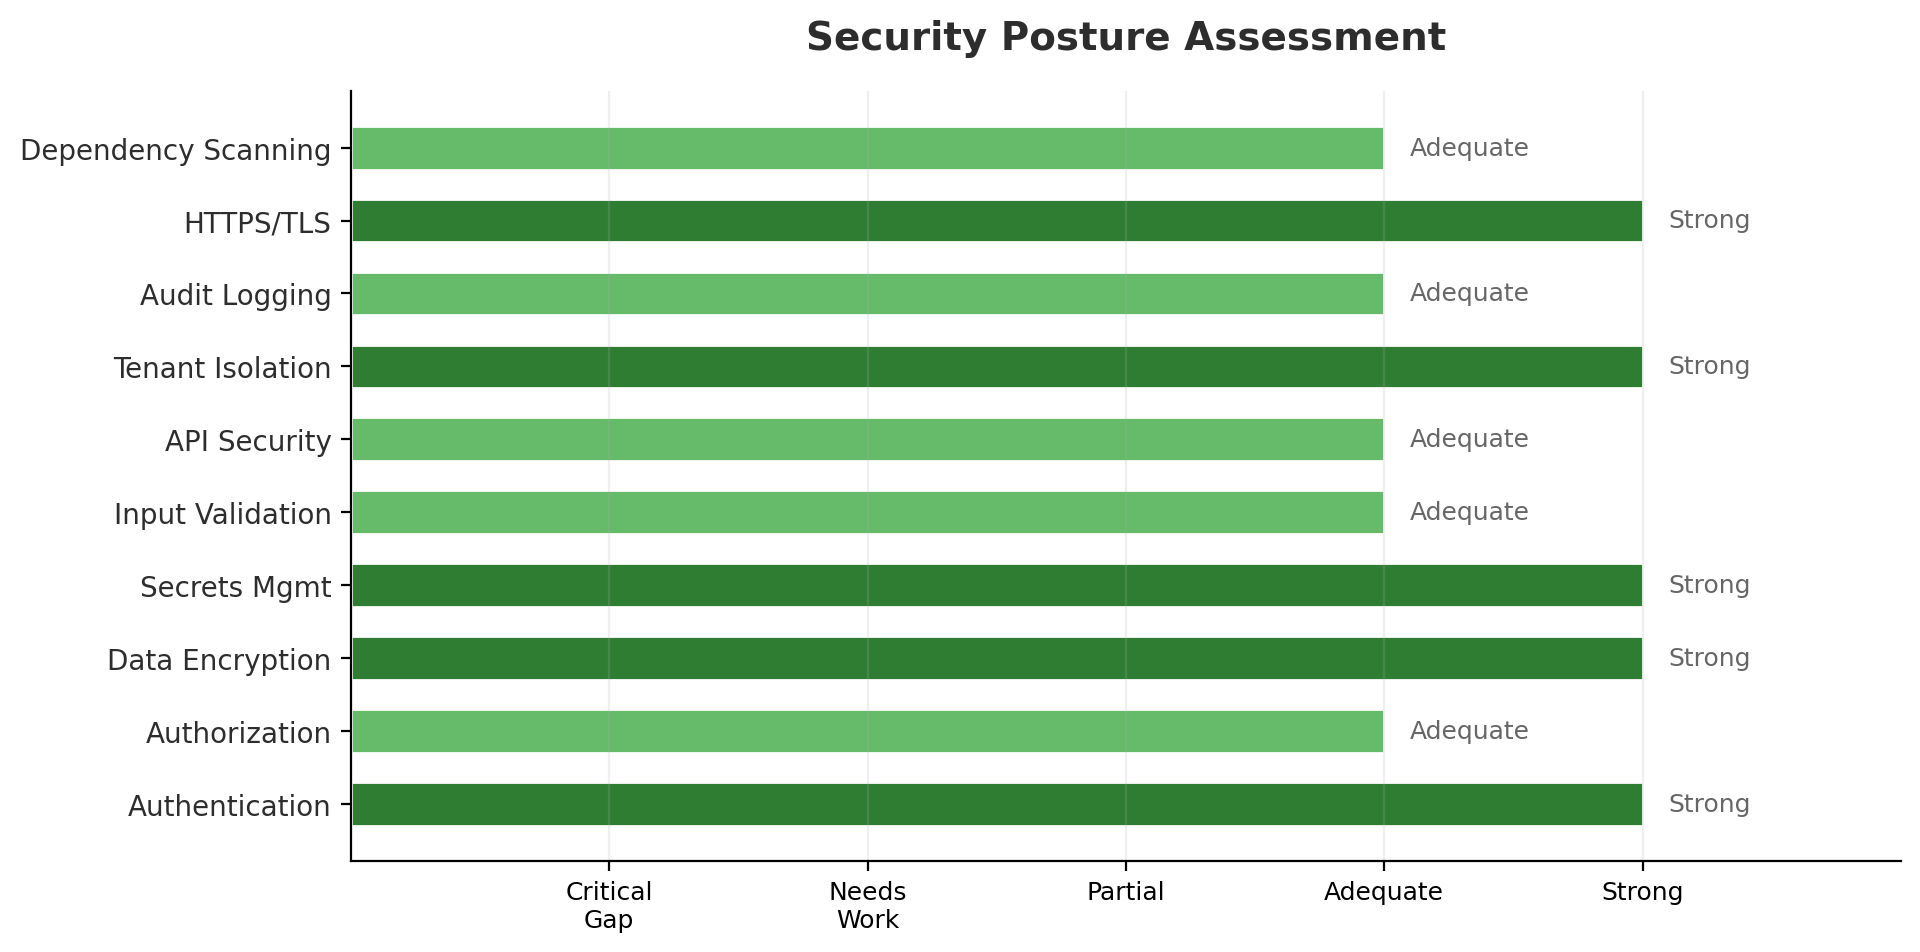 Security Posture Assessment
Dependency Scanning Adequate
HTTPS/TLS Strong
Audit Logging Adequate
Tenant Isolation Strong
API Security Adequate
Input Validation Adequate
Secrets Mgmt Strong
Data Encryption Strong
Authorization Adequate
Authentication Strong
Critical Needs Partial Adequate Strong
Gap Work